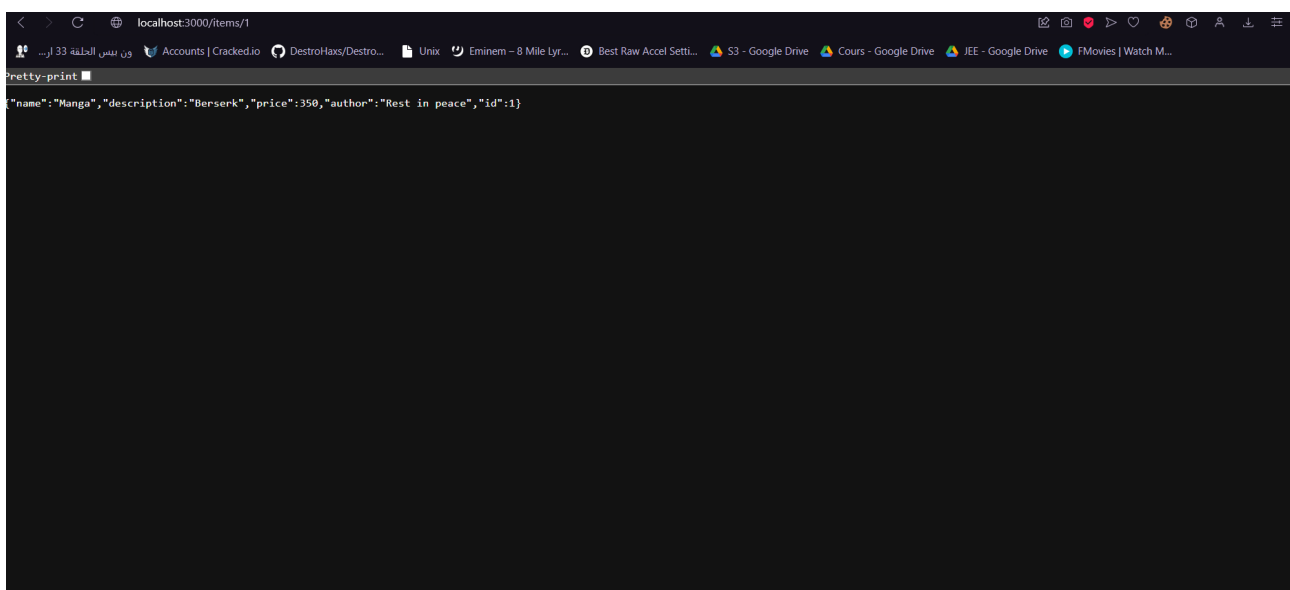 localhost:3000/items/1
ون بيس الحلقة 33 ار... Accounts | Cracked.io DestroHaxs/Destro... Unix Eminem – 8 Mile Lyr... Best Raw Accel Setti... S3 - Google Drive Cours - Google Drive JEE - Google Drive FMovies | Watch M...
Pretty-print
{"name":"Manga","description":"Berserk","price":350,"author":"Rest in peace","id":1}